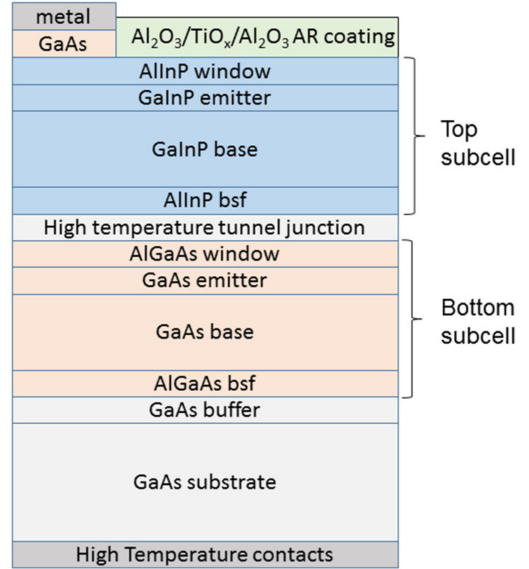 metal
GaAs
Al₂O₃/TiOₓ/Al₂O₃ AR coating
AlInP window
GaInP emitter
GaInP base
AlInP bsf
Top
subcell
High temperature tunnel junction
AlGaAs window
GaAs emitter
GaAs base
AlGaAs bsf
Bottom
subcell
GaAs buffer
GaAs substrate
High Temperature contacts